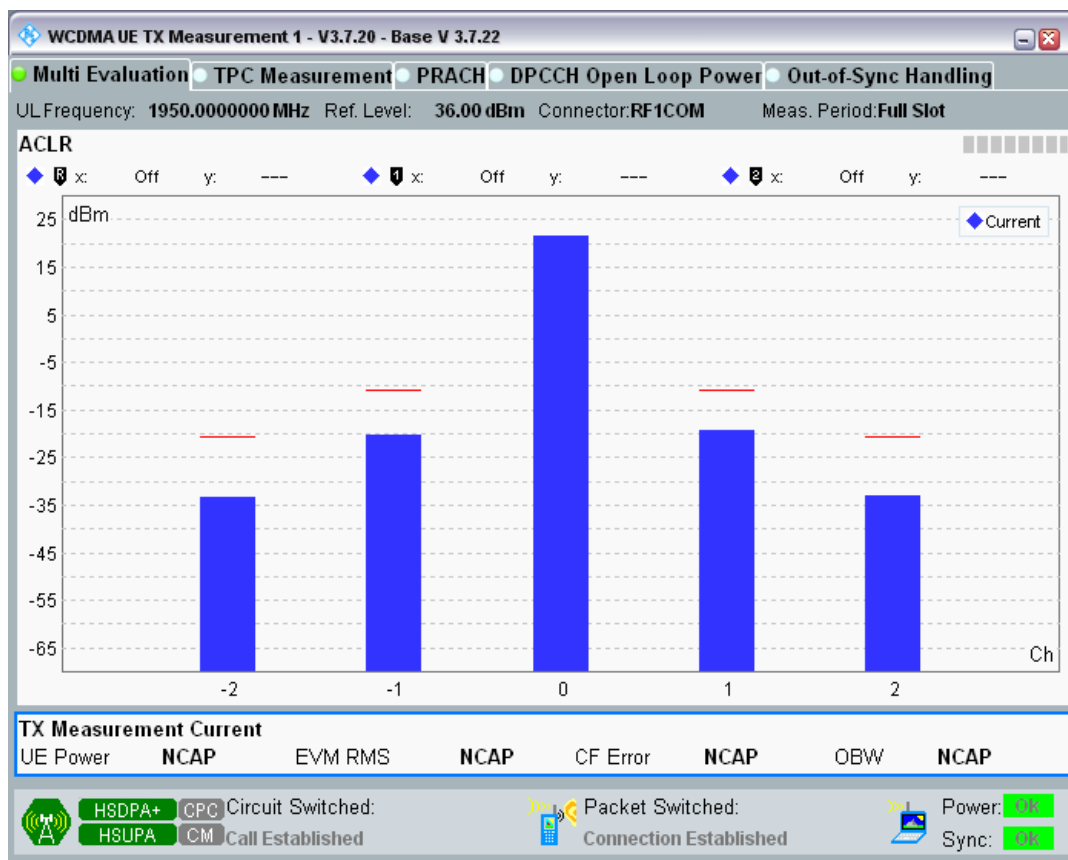 WCDMA UE TX Measurement 1 - V3.7.20 - Base V 3.7.22
Multi Evaluation TPC Measurement PRACH DPCCH Open Loop Power Out-of-Sync Handling
UL Frequency: 1950.0000000 MHz Ref. Level: 36.00 dBm Connector:RF1COM Meas. Period:Full Slot
ACLR
R x: Off y: --- 1 x: Off y: --- 2 x: Off y: ---
dBm
Current
25
15
5
-5
-15
-25
-35
-45
-55
-65
Ch
-2 -1 0 1 2
TX Measurement Current
UE Power NCAP EVM RMS NCAP CF Error NCAP OBW NCAP
HSDPA+ CPC Circuit Switched: Packet Switched: Power: OK
HSUPA CM Call Established Connection Established Sync: OK